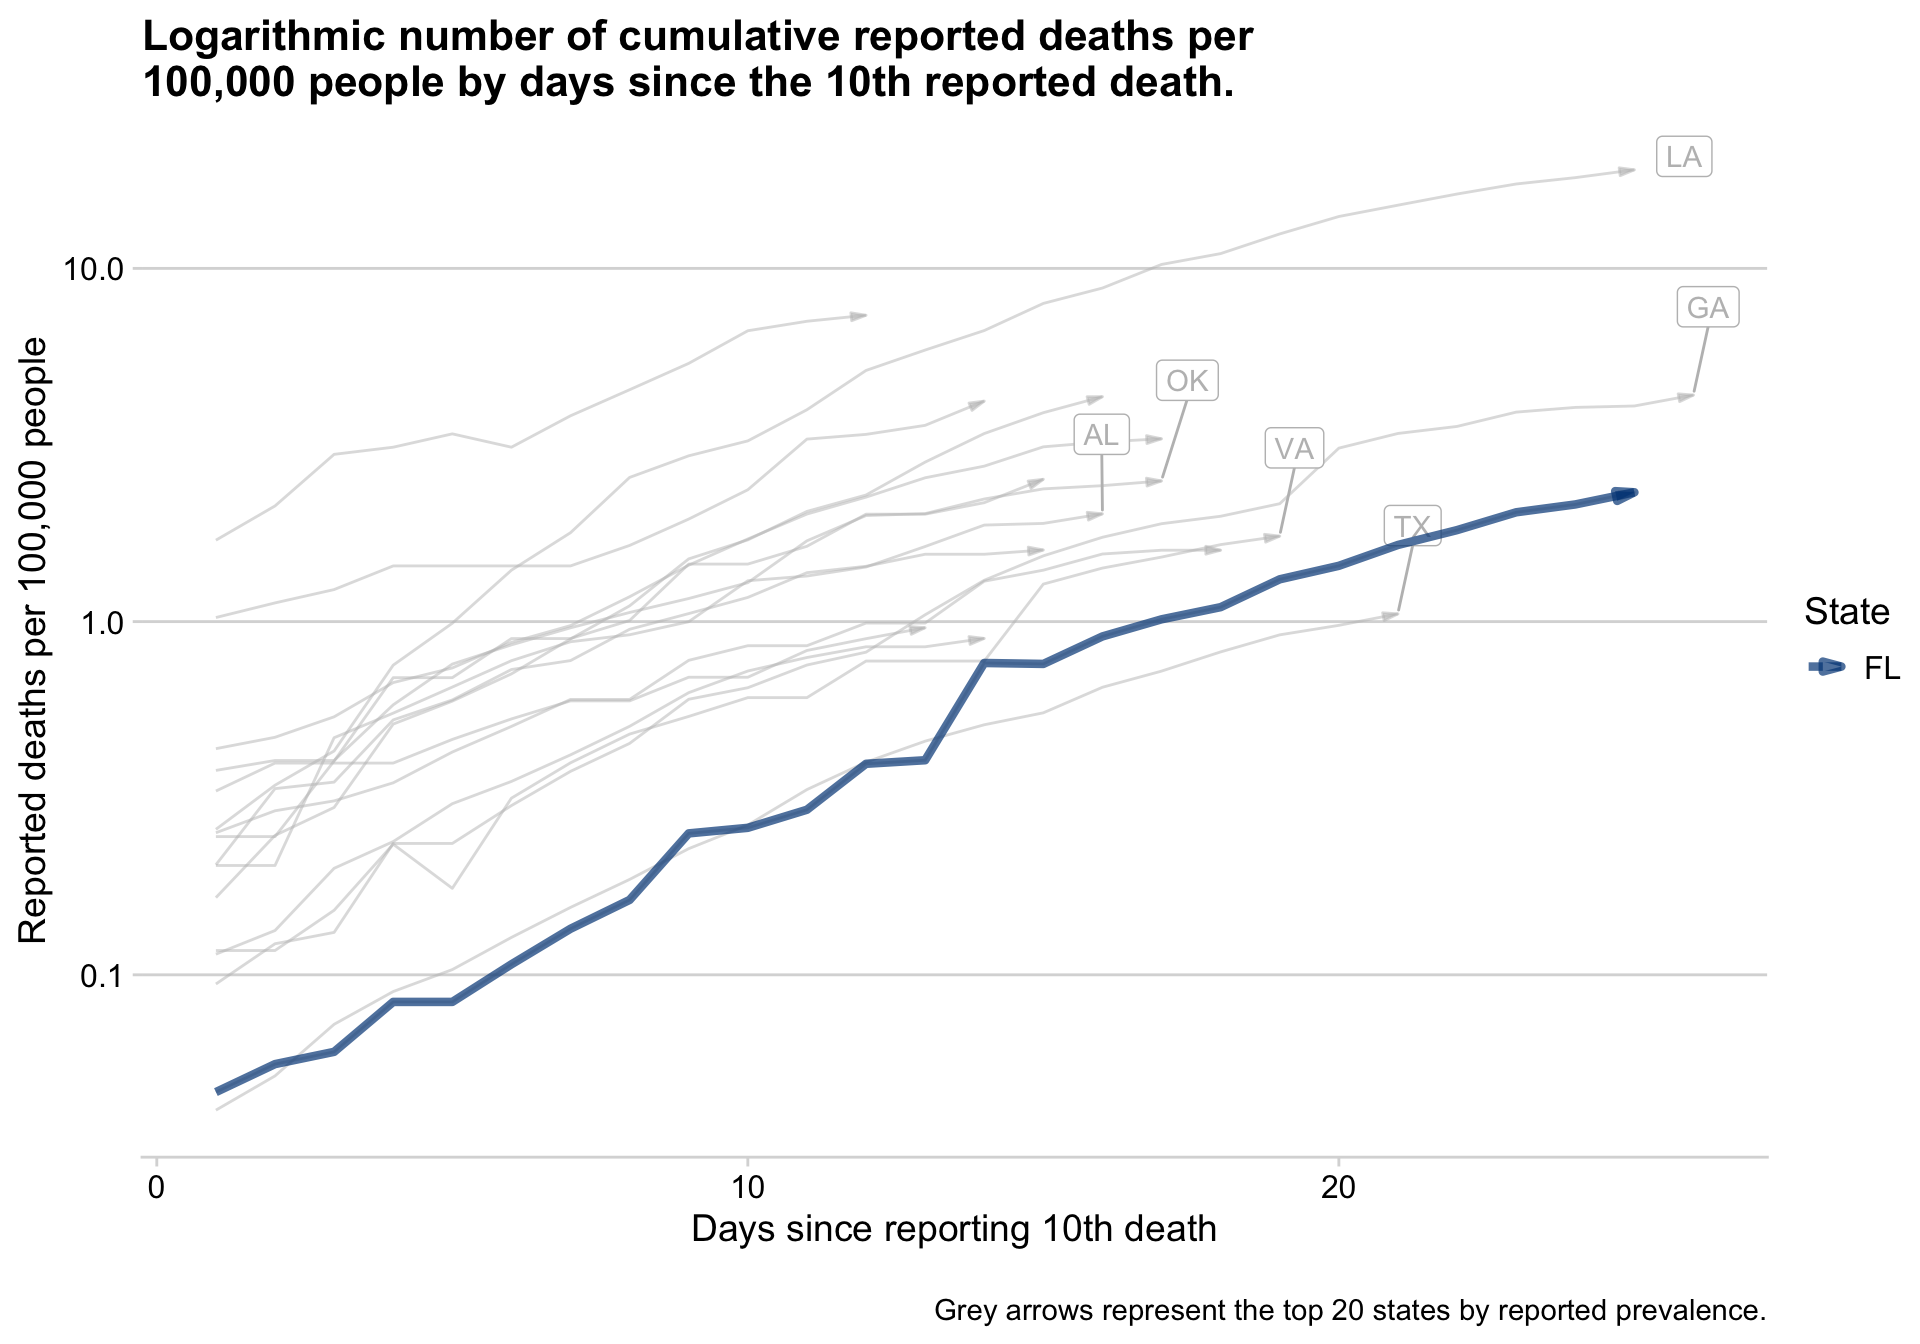 Logarithmic number of cumulative reported deaths per
100,000 people by days since the 10th reported death.
LA
10.0
GA
OK
AL
VA
TX
1.0
0.1
Reported deaths per 100,000 people
State
FL
0
10
20
Days since reporting 10th death
Grey arrows represent the top 20 states by reported prevalence.